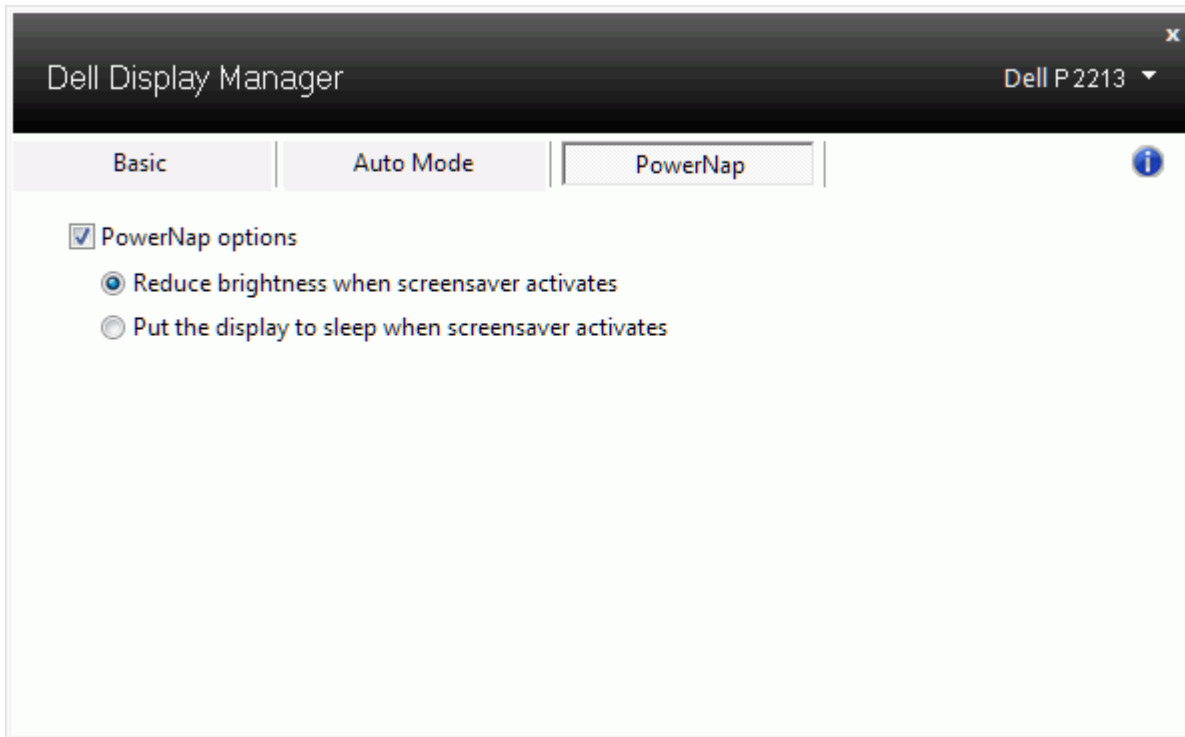 x
Dell Display Manager
Dell P2213
Basic
Auto Mode
PowerNap
i
PowerNap options
Reduce brightness when screensaver activates
Put the display to sleep when screensaver activates